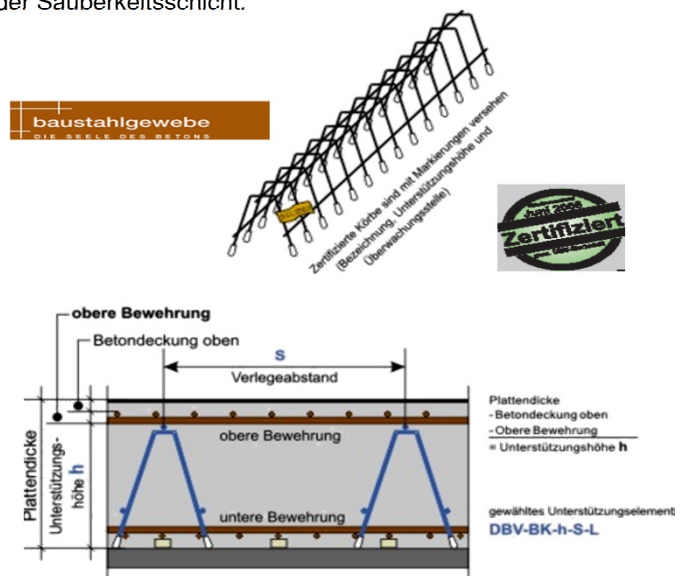 der Sauberkeitsschicht.
baustahlgewebe
DIE SEELE DES BETONS
Zertifizierte Körbe sind mit Markierungen versehen
(Bezeichnung, Unterstützungshöhe und
Überwachungsstelle)
Zertifiziert
obere Bewehrung
Betondeckung oben
S
Verlegeabstand
Plattendicke
Unterstützungs-
höhe h
obere Bewehrung
untere Bewehrung
Plattendicke
- Betondeckung oben
- Obere Bewehrung
= Unterstützungshöhe h
gewähltes Unterstützungselement
DBV-BK-h-S-L